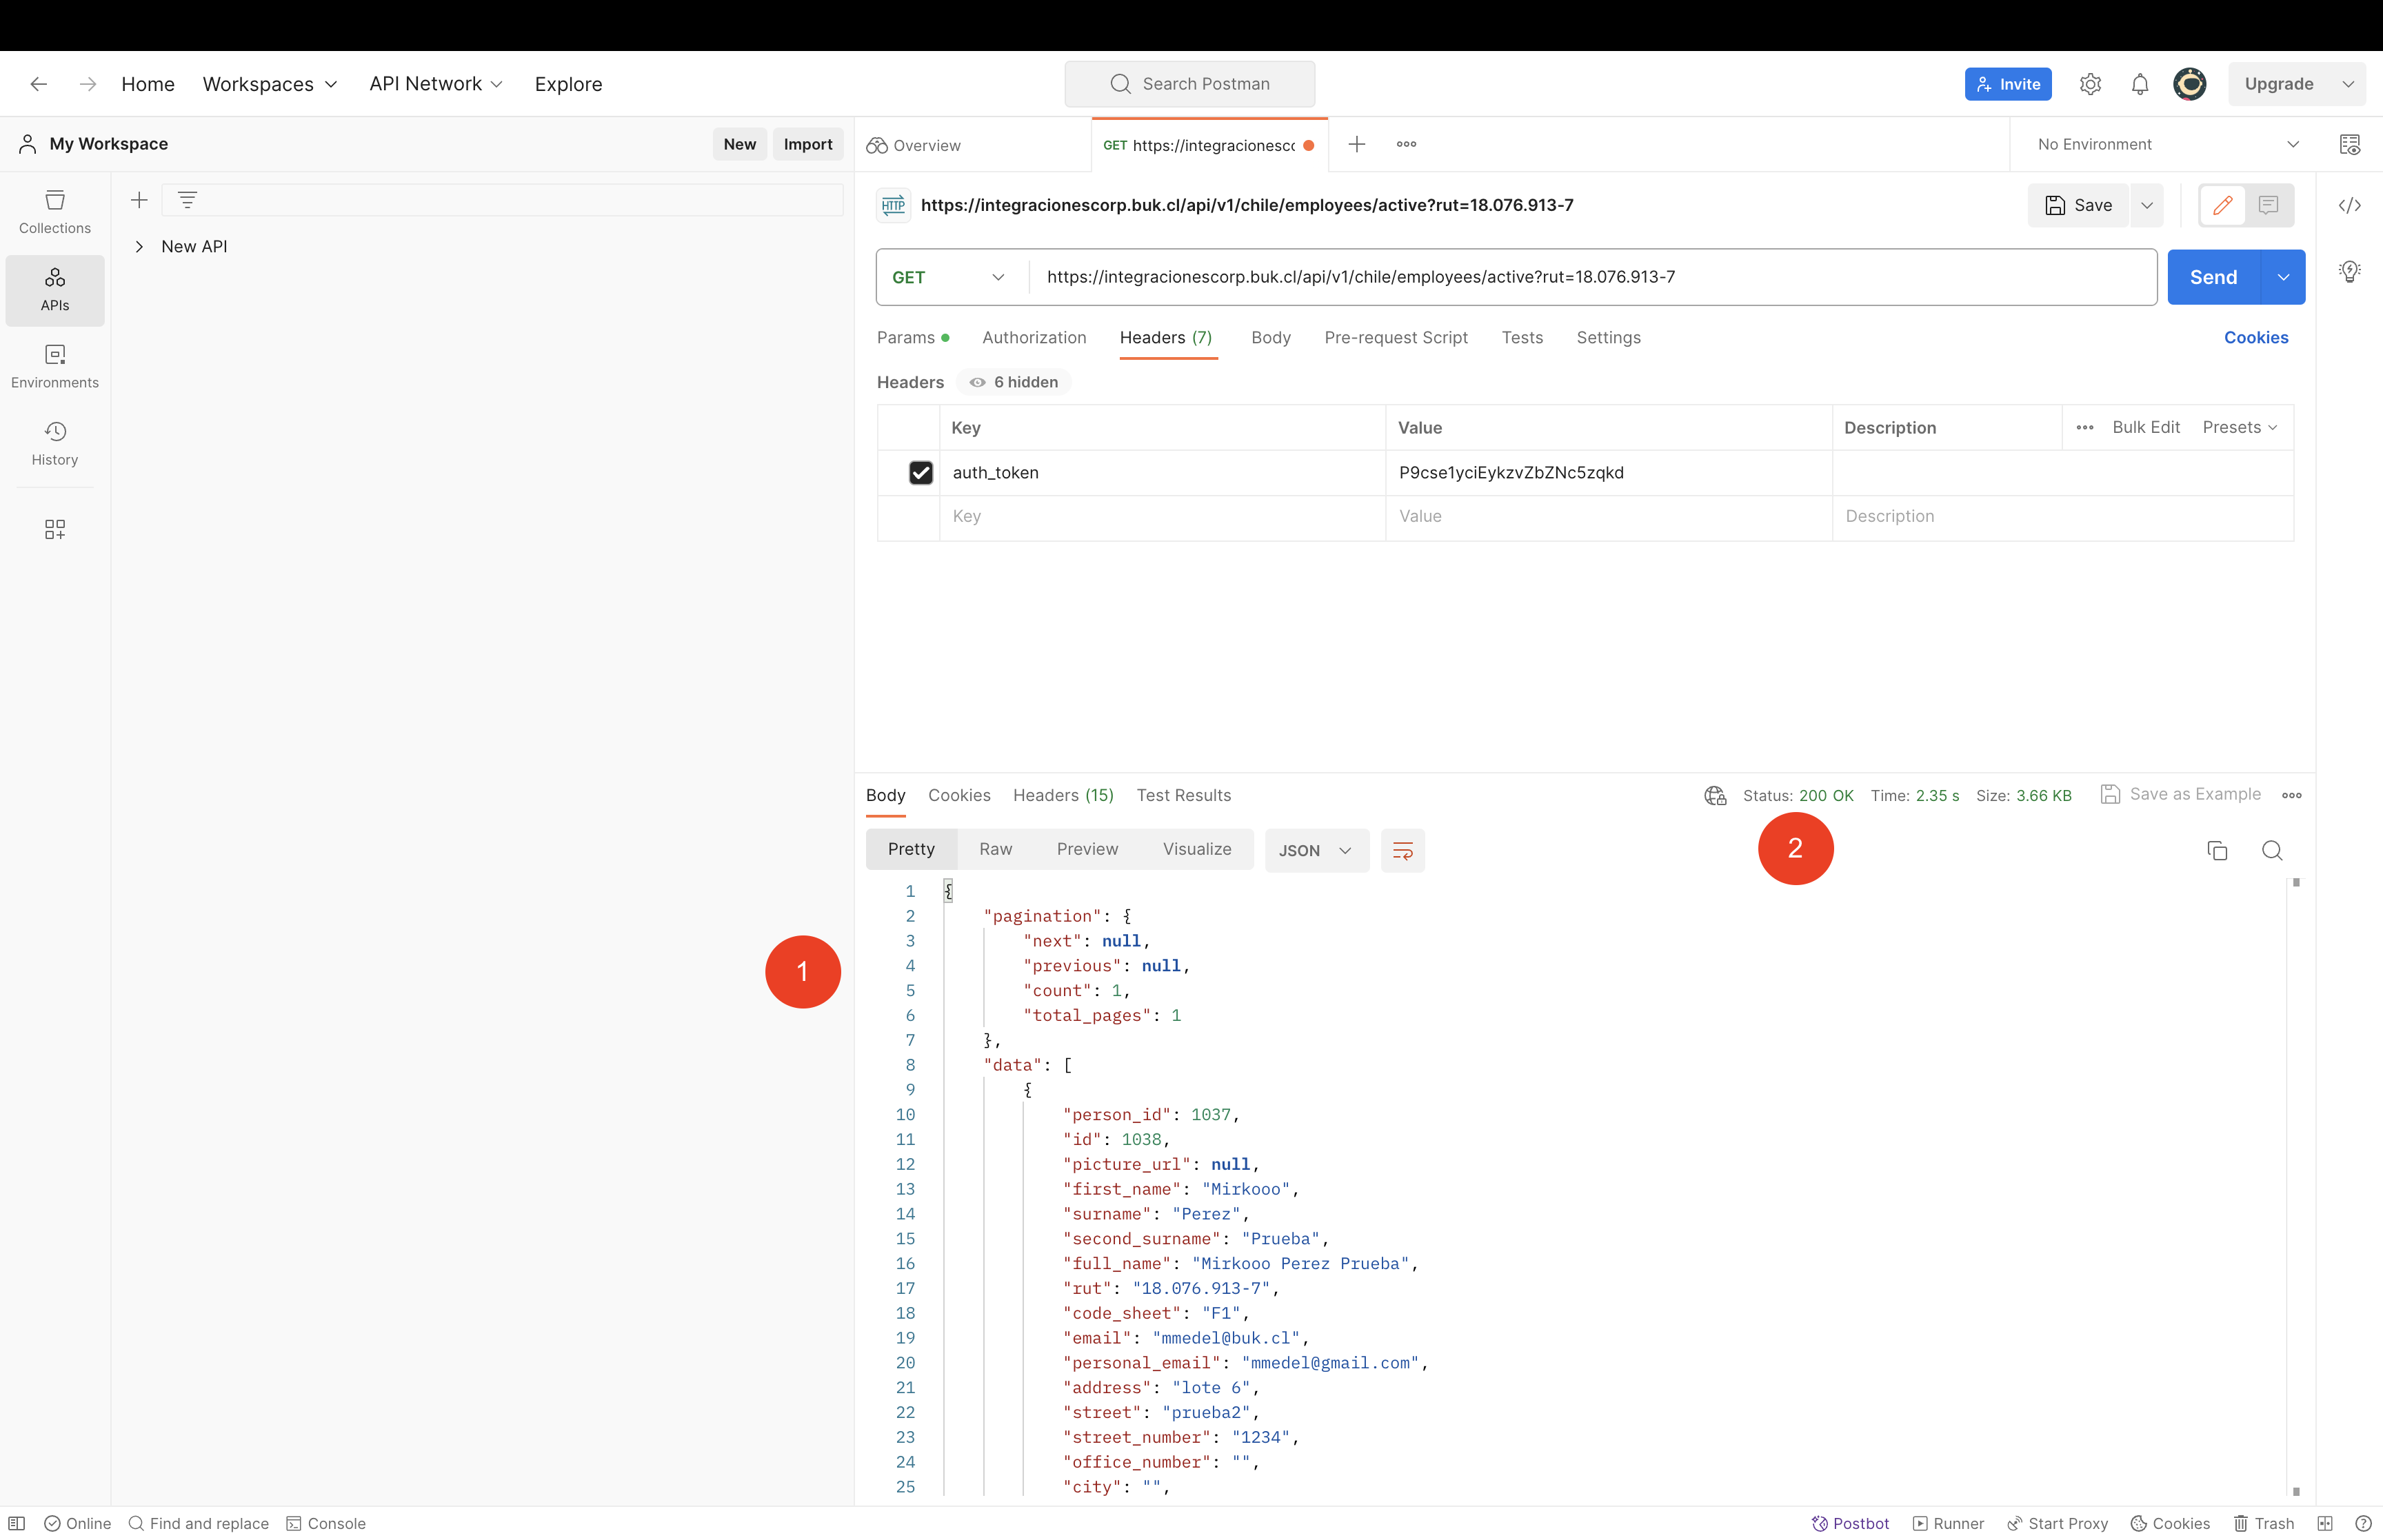 Home Workspaces API Network Explore Search Postman Invite Upgrade
My Workspace New Import Overview GET https://integracionesc No Environment
Collections
APIs
Environments
History
New API
HTTP https://integracionescorp.buk.cl/api/v1/chile/employees/active?rut=18.076.913-7 Save
GET https://integracionescorp.buk.cl/api/v1/chile/employees/active?rut=18.076.913-7 Send
Params Authorization Headers (7) Body Pre-request Script Tests Settings Cookies
Headers 6 hidden
Key Value Description Bulk Edit Presets
auth_token P9cse1yciEykzvZbZNc5zqkd
Key Value Description
Body Cookies Headers (15) Test Results Status: 200 OK Time: 2.35 s Size: 3.66 KB Save as Example
Pretty Raw Preview Visualize JSON
2
1
1 {
2 "pagination": {
3 "next": null,
4 "previous": null,
5 "count": 1,
6 "total_pages": 1
7 },
8 "data": [
9 {
10 "person_id": 1037,
11 "id": 1038,
12 "picture_url": null,
13 "first_name": "Mirkooo",
14 "surname": "Perez",
15 "second_surname": "Prueba",
16 "full_name": "Mirkooo Perez Prueba",
17 "rut": "18.076.913-7",
18 "code_sheet": "F1",
19 "email": "mmedel@buk.cl",
20 "personal_email": "mmedel@gmail.com",
21 "address": "lote 6",
22 "street": "prueba2",
23 "street_number": "1234",
24 "office_number": "",
25 "city": "",
Online Find and replace Console Postbot Runner Start Proxy Cookies Trash